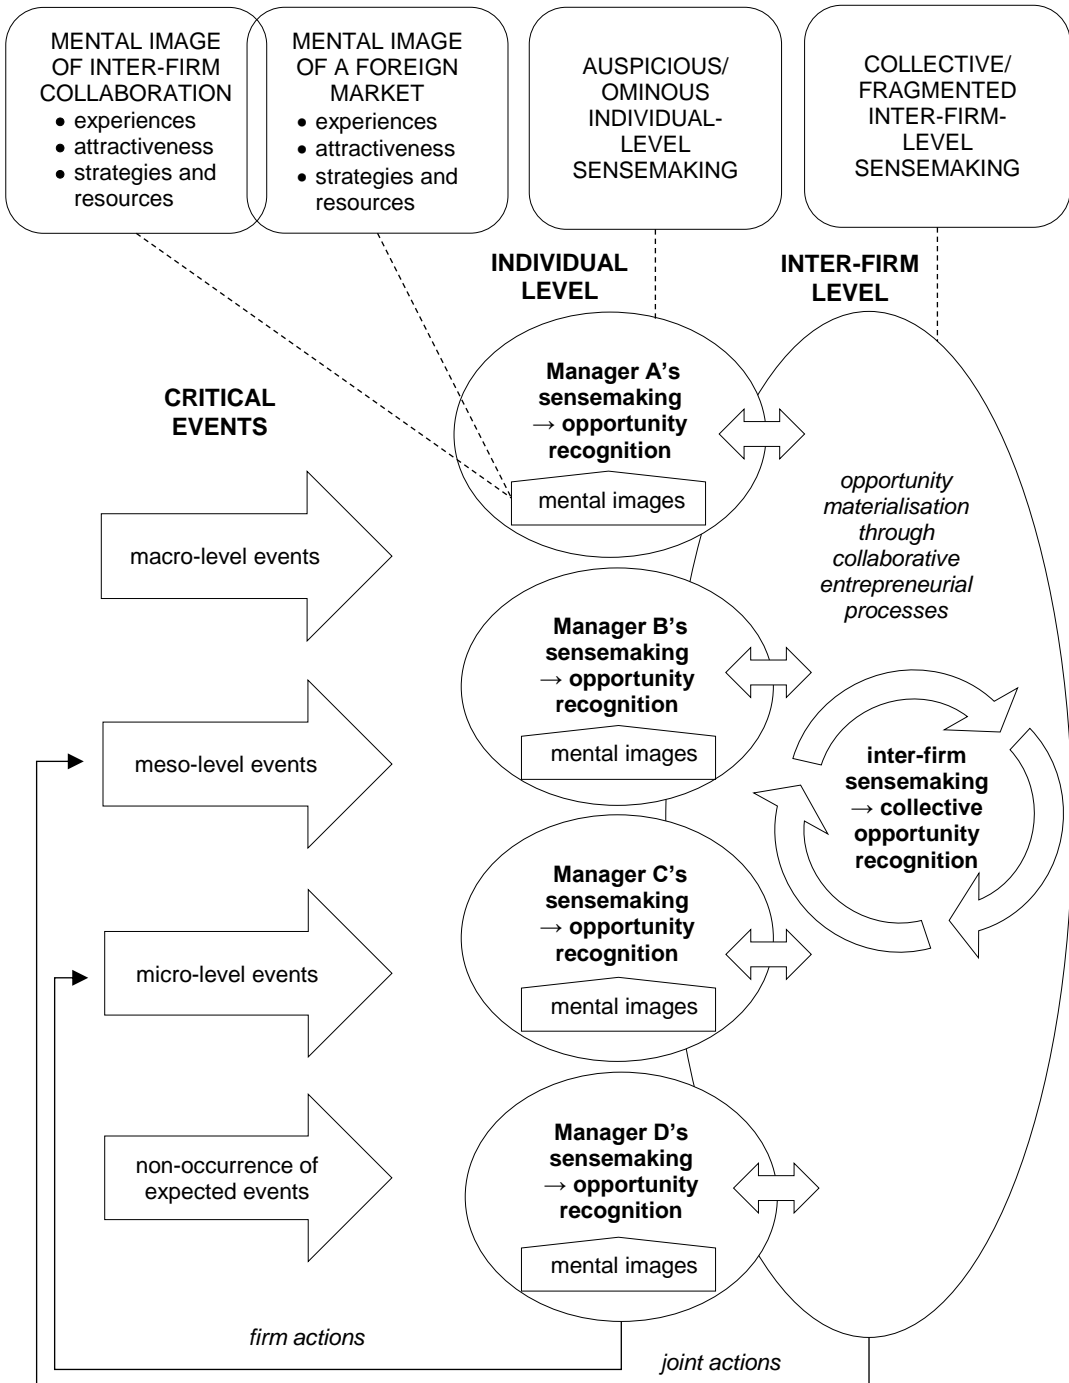 MENTAL IMAGE
OF INTER-FIRM
COLLABORATION
• experiences
• attractiveness
• strategies and
resources
MENTAL IMAGE
OF A FOREIGN
MARKET
• experiences
• attractiveness
• strategies and
resources
AUSPICIOUS/
OMINOUS
INDIVIDUAL-
LEVEL
SENSEMAKING
COLLECTIVE/
FRAGMENTED
INTER-FIRM-
LEVEL
SENSEMAKING
INDIVIDUAL
LEVEL
INTER-FIRM
LEVEL
CRITICAL
EVENTS
Manager A's
sensemaking
→ opportunity
recognition
mental images
macro-level events
opportunity
materialisation
through
collaborative
entrepreneurial
processes
Manager B's
sensemaking
→ opportunity
recognition
mental images
meso-level events
inter-firm
sensemaking
→ collective
opportunity
recognition
Manager C's
sensemaking
→ opportunity
recognition
mental images
micro-level events
Manager D's
sensemaking
→ opportunity
recognition
mental images
non-occurrence of
expected events
firm actions
joint actions